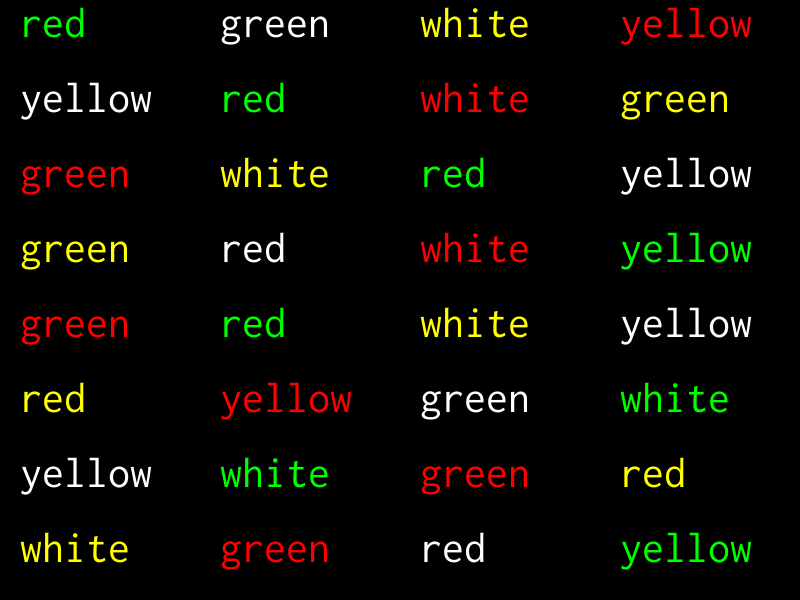 red green white yellow
yellow red white green
green white red yellow
green red white yellow
green red white yellow
red yellow green white
yellow white green red
white green red yellow